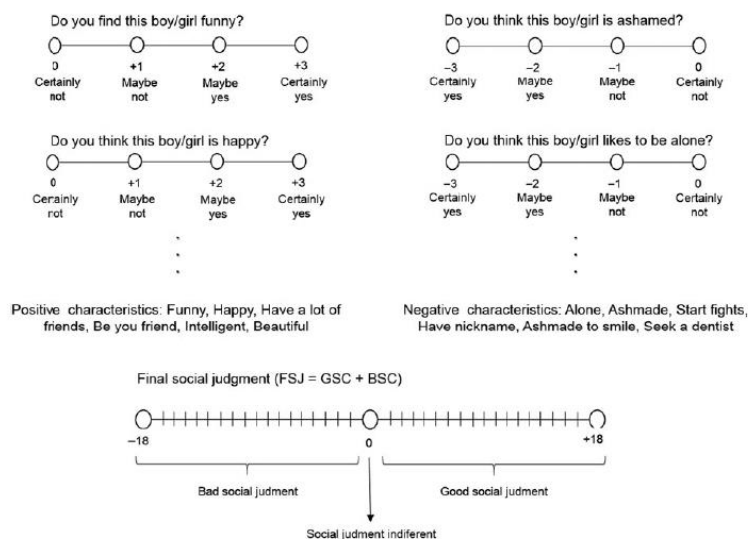 Do you find this boy/girl funny?
0 +1 +2 +3
Certainly Maybe Maybe Certainly
not not yes yes
Do you think this boy/girl is happy?
0 +1 +2 +3
Certainly Maybe Maybe Certainly
not not yes yes
Positive characteristics: Funny, Happy, Have a lot of
friends, Be you friend, Intelligent, Beautiful
Do you think this boy/girl is ashamed?
–3 –2 –1 0
Certainly Maybe Maybe Certainly
yes yes not not
Do you think this boy/girl likes to be alone?
–3 –2 –1 0
Certainly Maybe Maybe Certainly
yes yes not not
Negative characteristics: Alone, Ashmade, Start fights,
Have nickname, Ashmade to smile, Seek a dentist
Final social judgment (FSJ = GSC + BSC)
–18 0 +18
Bad social judment Good social judment
Social judment indiferent